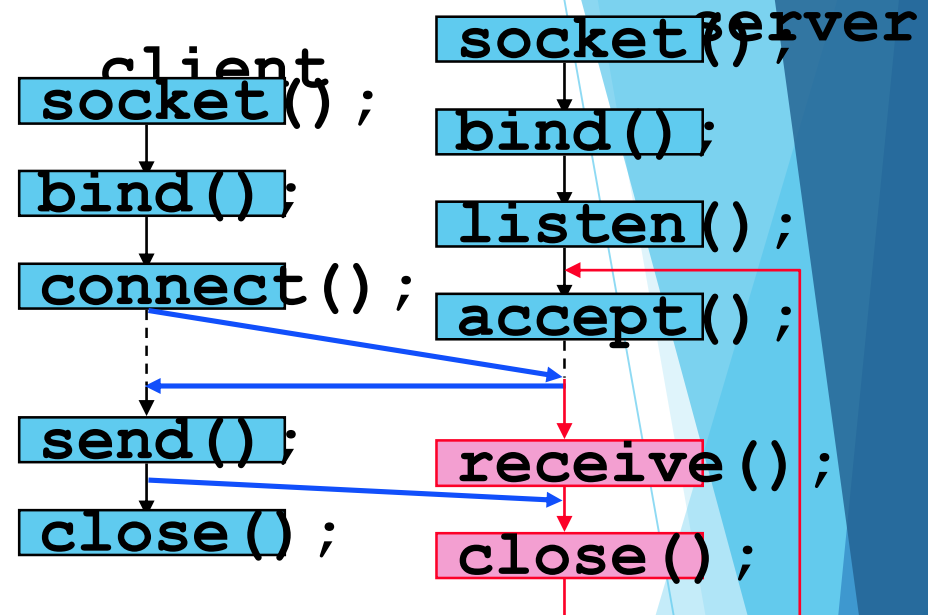 client
socket();
bind();
connect();
send();
close();
server
socket();
bind();
listen();
accept();
receive();
close();